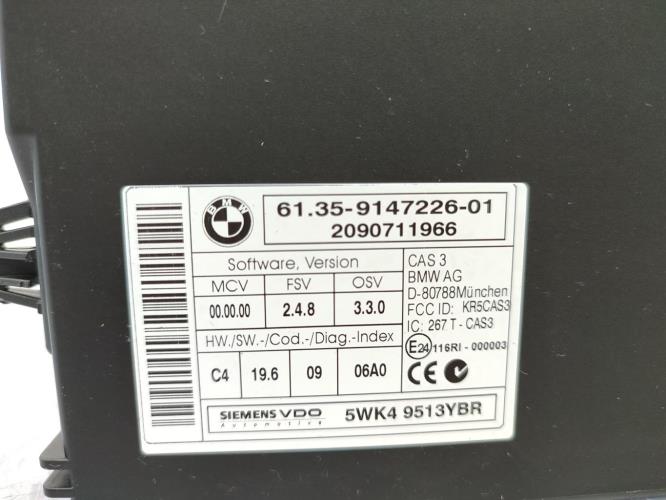 BMW
61.35-9147226-01
2090711966
Software, Version
MCV FSV OSV
00.00.00 2.4.8 3.3.0
HW./SW.-/Cod.-/Diag.-Index
C4 19.6 09 06A0
CAS 3
BMW AG
D-80788München
FCC ID: KR5CAS3
IC: 267 T - CAS3
E24 116RI - 000003
CE
SIEMENS VDO
Automotive
5WK4 9513YBR